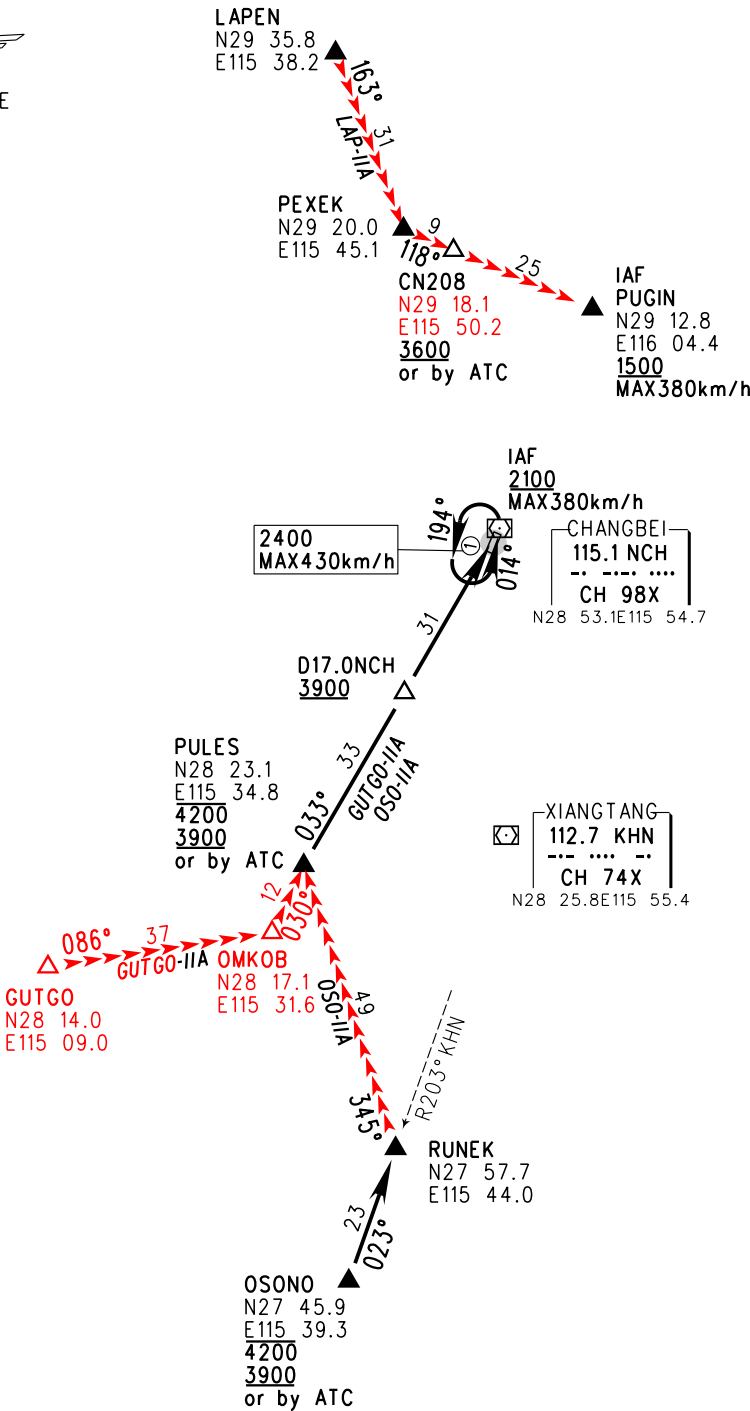 E
LAPEN
N29 35.8
E115 38.2
163°
31
LAP-IIA
PEXEK
N29 20.0
E115 45.1
9
118°
25
CN208
N29 18.1
E115 50.2
3600
or by ATC
IAF
PUGIN
N29 12.8
E116 04.4
1500
MAX380km/h
IAF
2100
MAX380km/h
194°
1
014°
2400
MAX430km/h
CHANGBEI
115.1 NCH
–· –·–· ····
CH 98X
N28 53.1E115 54.7
31
D17.0NCH
3900
PULES
N28 23.1
E115 34.8
4200
3900
or by ATC
033°
33
GUTGO-IIA
OSO-IIA
XIANGTANG
112.7 KHN
–·– ···· –·
CH 74X
N28 25.8E115 55.4
12
030°
086°
37
GUTGO-IIA
OMKOB
N28 17.1
E115 31.6
GUTGO
N28 14.0
E115 09.0
OSO-IIA
49
345°
R203°KHN
RUNEK
N27 57.7
E115 44.0
23
023°
OSONO
N27 45.9
E115 39.3
4200
3900
or by ATC